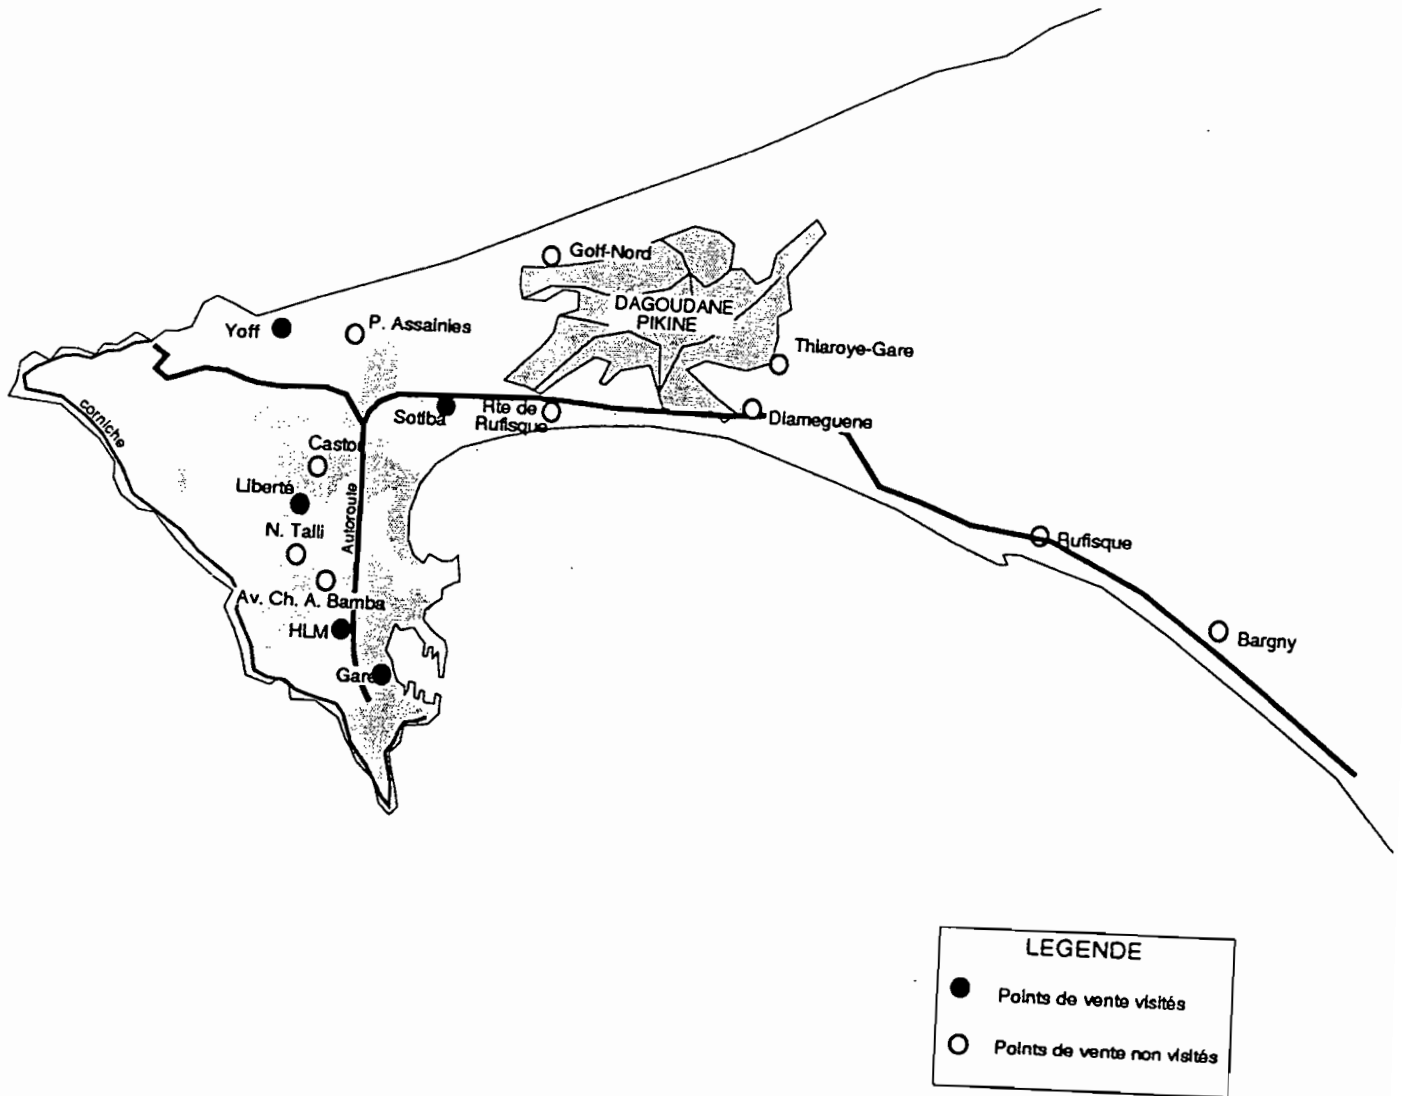 Golf-Nord
DAGOUDANE
PIKINE
Yoff
P. Assainies
Thiaroye-Gare
corniche
Sotiba
Rte de
Rufisque
Diameguene
Castor
Liberté
Autoroute
N. Talli
Rufisque
Av. Ch. A. Bamba
HLM
Bargny
Gare
LEGENDE
Points de vente visités
Points de vente non visités